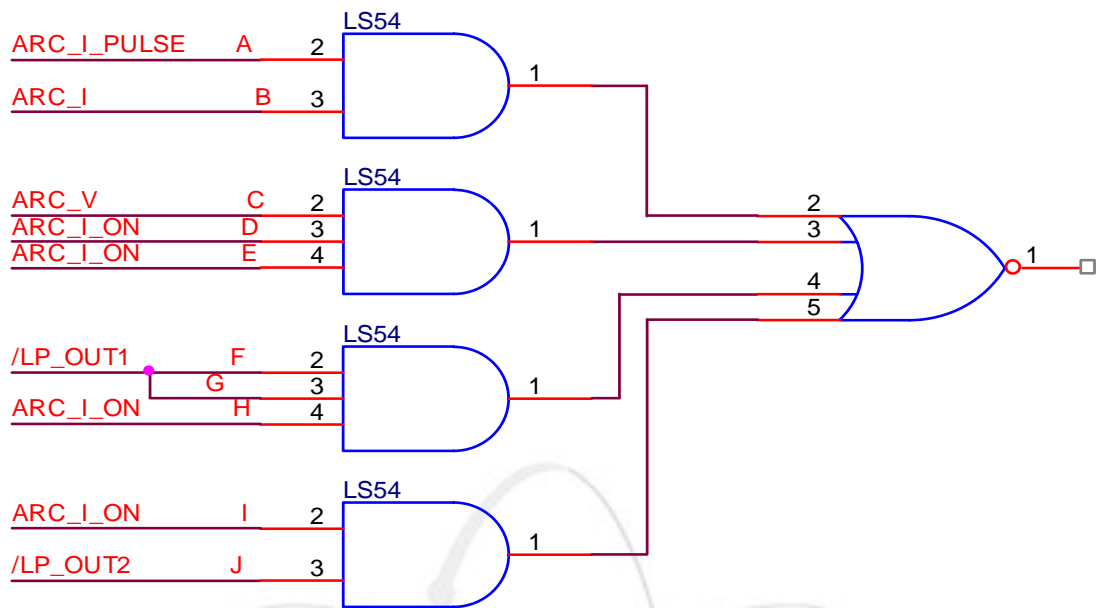 LS54
ARC_I_PULSE A 2
1
ARC_I B 3
LS54
ARC_V C 2
ARC_I_ON D 3
1
ARC_I_ON E 4
2
3
4
5
1
LS54
/LP_OUT1 F 2
G 3
1
ARC_I_ON H 4
LS54
ARC_I_ON I 2
1
/LP_OUT2 J 3